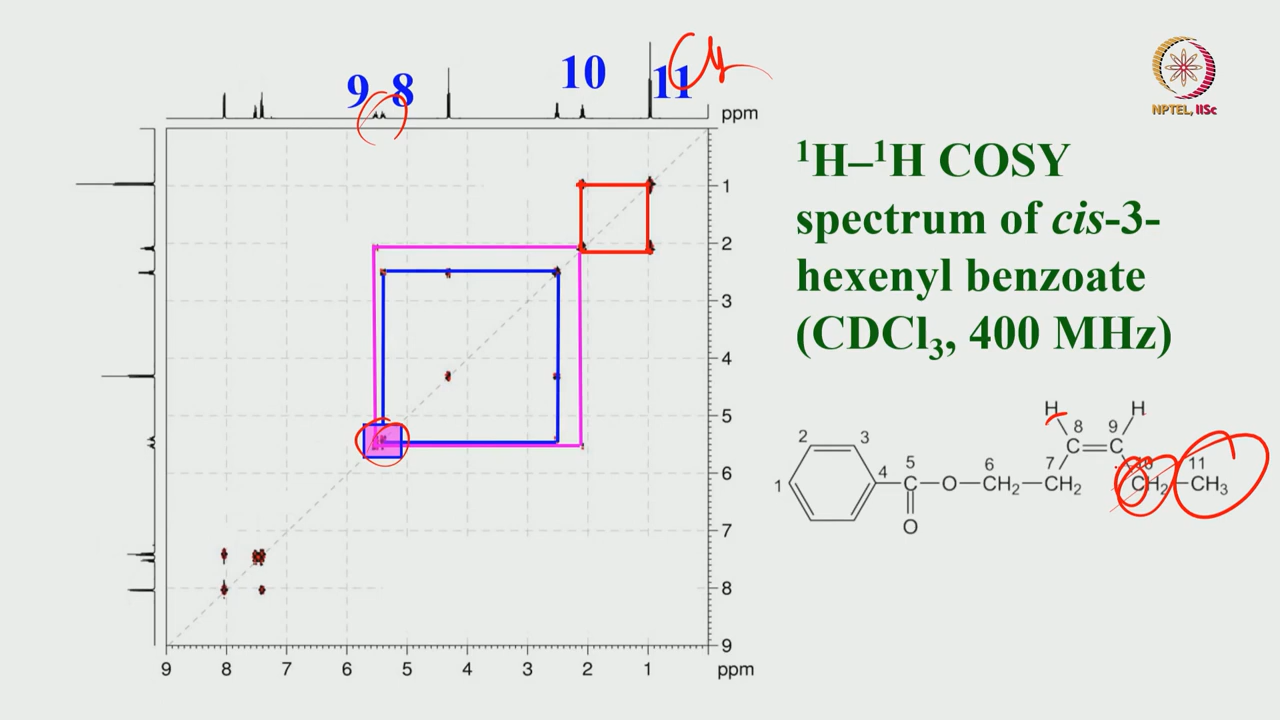 9 8 10 11
ppm
NPTEL, IISc
1
2
3
4
5
6
7
8
9
9 8 7 6 5 4 3 2 1 ppm
¹H–¹H COSY
spectrum of cis-3-
hexenyl benzoate
(CDCl₃, 400 MHz)
H H
8 9
2 3
7 10 11
4 5 6
1 O CH₂ CH₂ CH₂ CH₃
C C C
O